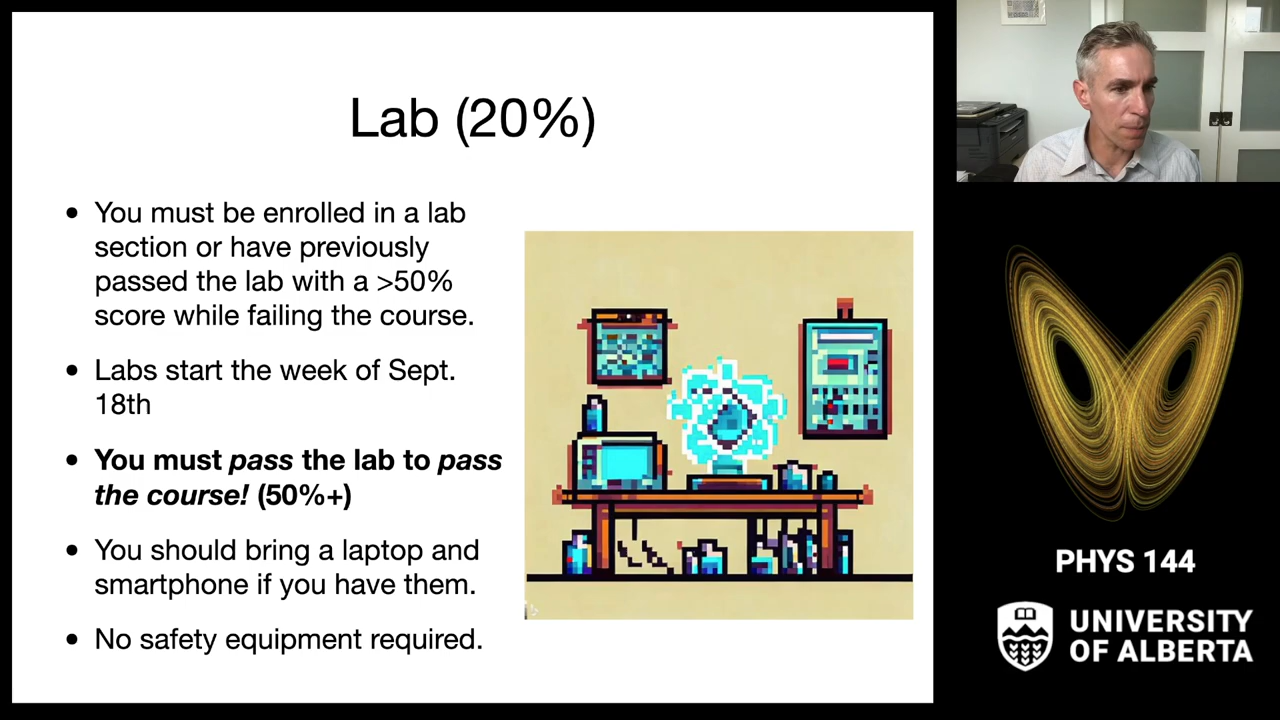 Lab (20%)
• You must be enrolled in a lab
section or have previously
passed the lab with a >50%
score while failing the course.
• Labs start the week of Sept.
18th
• You must pass the lab to pass
the course! (50%+)
• You should bring a laptop and
smartphone if you have them.
• No safety equipment required.
PHYS 144
UNIVERSITY
OF ALBERTA